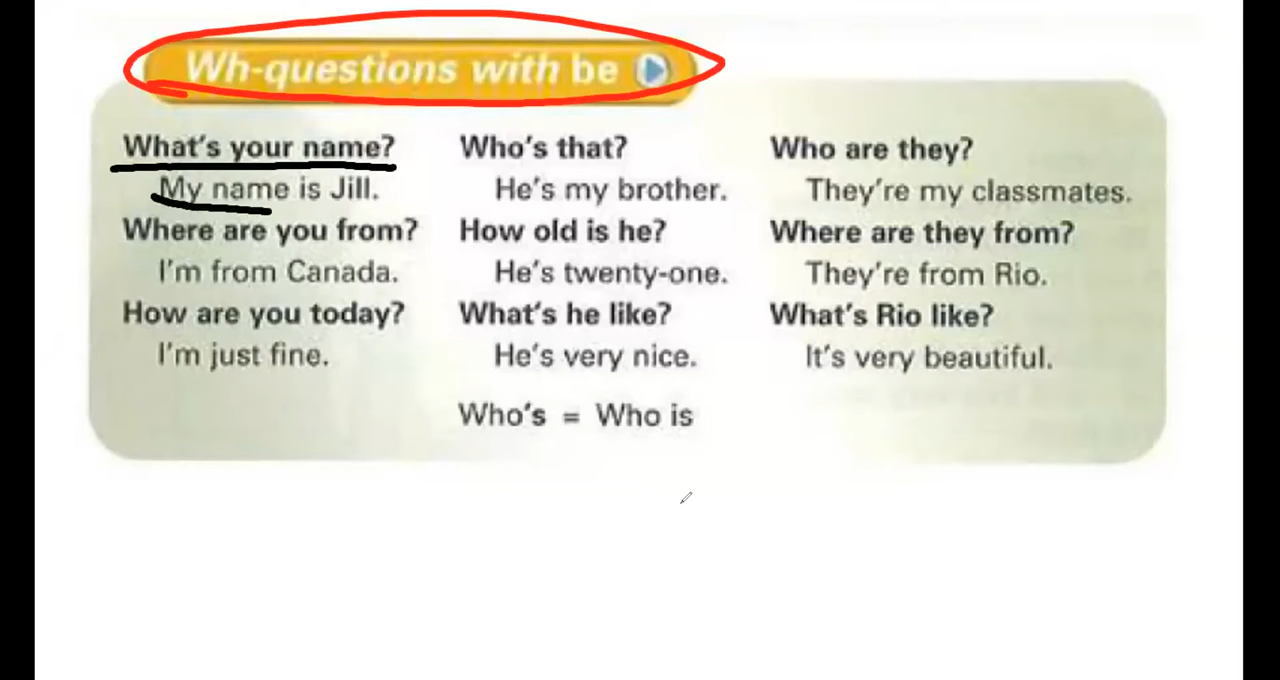 Wh-questions with be
What's your name?
My name is Jill.
Where are you from?
I'm from Canada.
How are you today?
I'm just fine.
Who's that?
He's my brother.
How old is he?
He's twenty-one.
What's he like?
He's very nice.
Who's = Who is
Who are they?
They're my classmates.
Where are they from?
They're from Rio.
What's Rio like?
It's very beautiful.